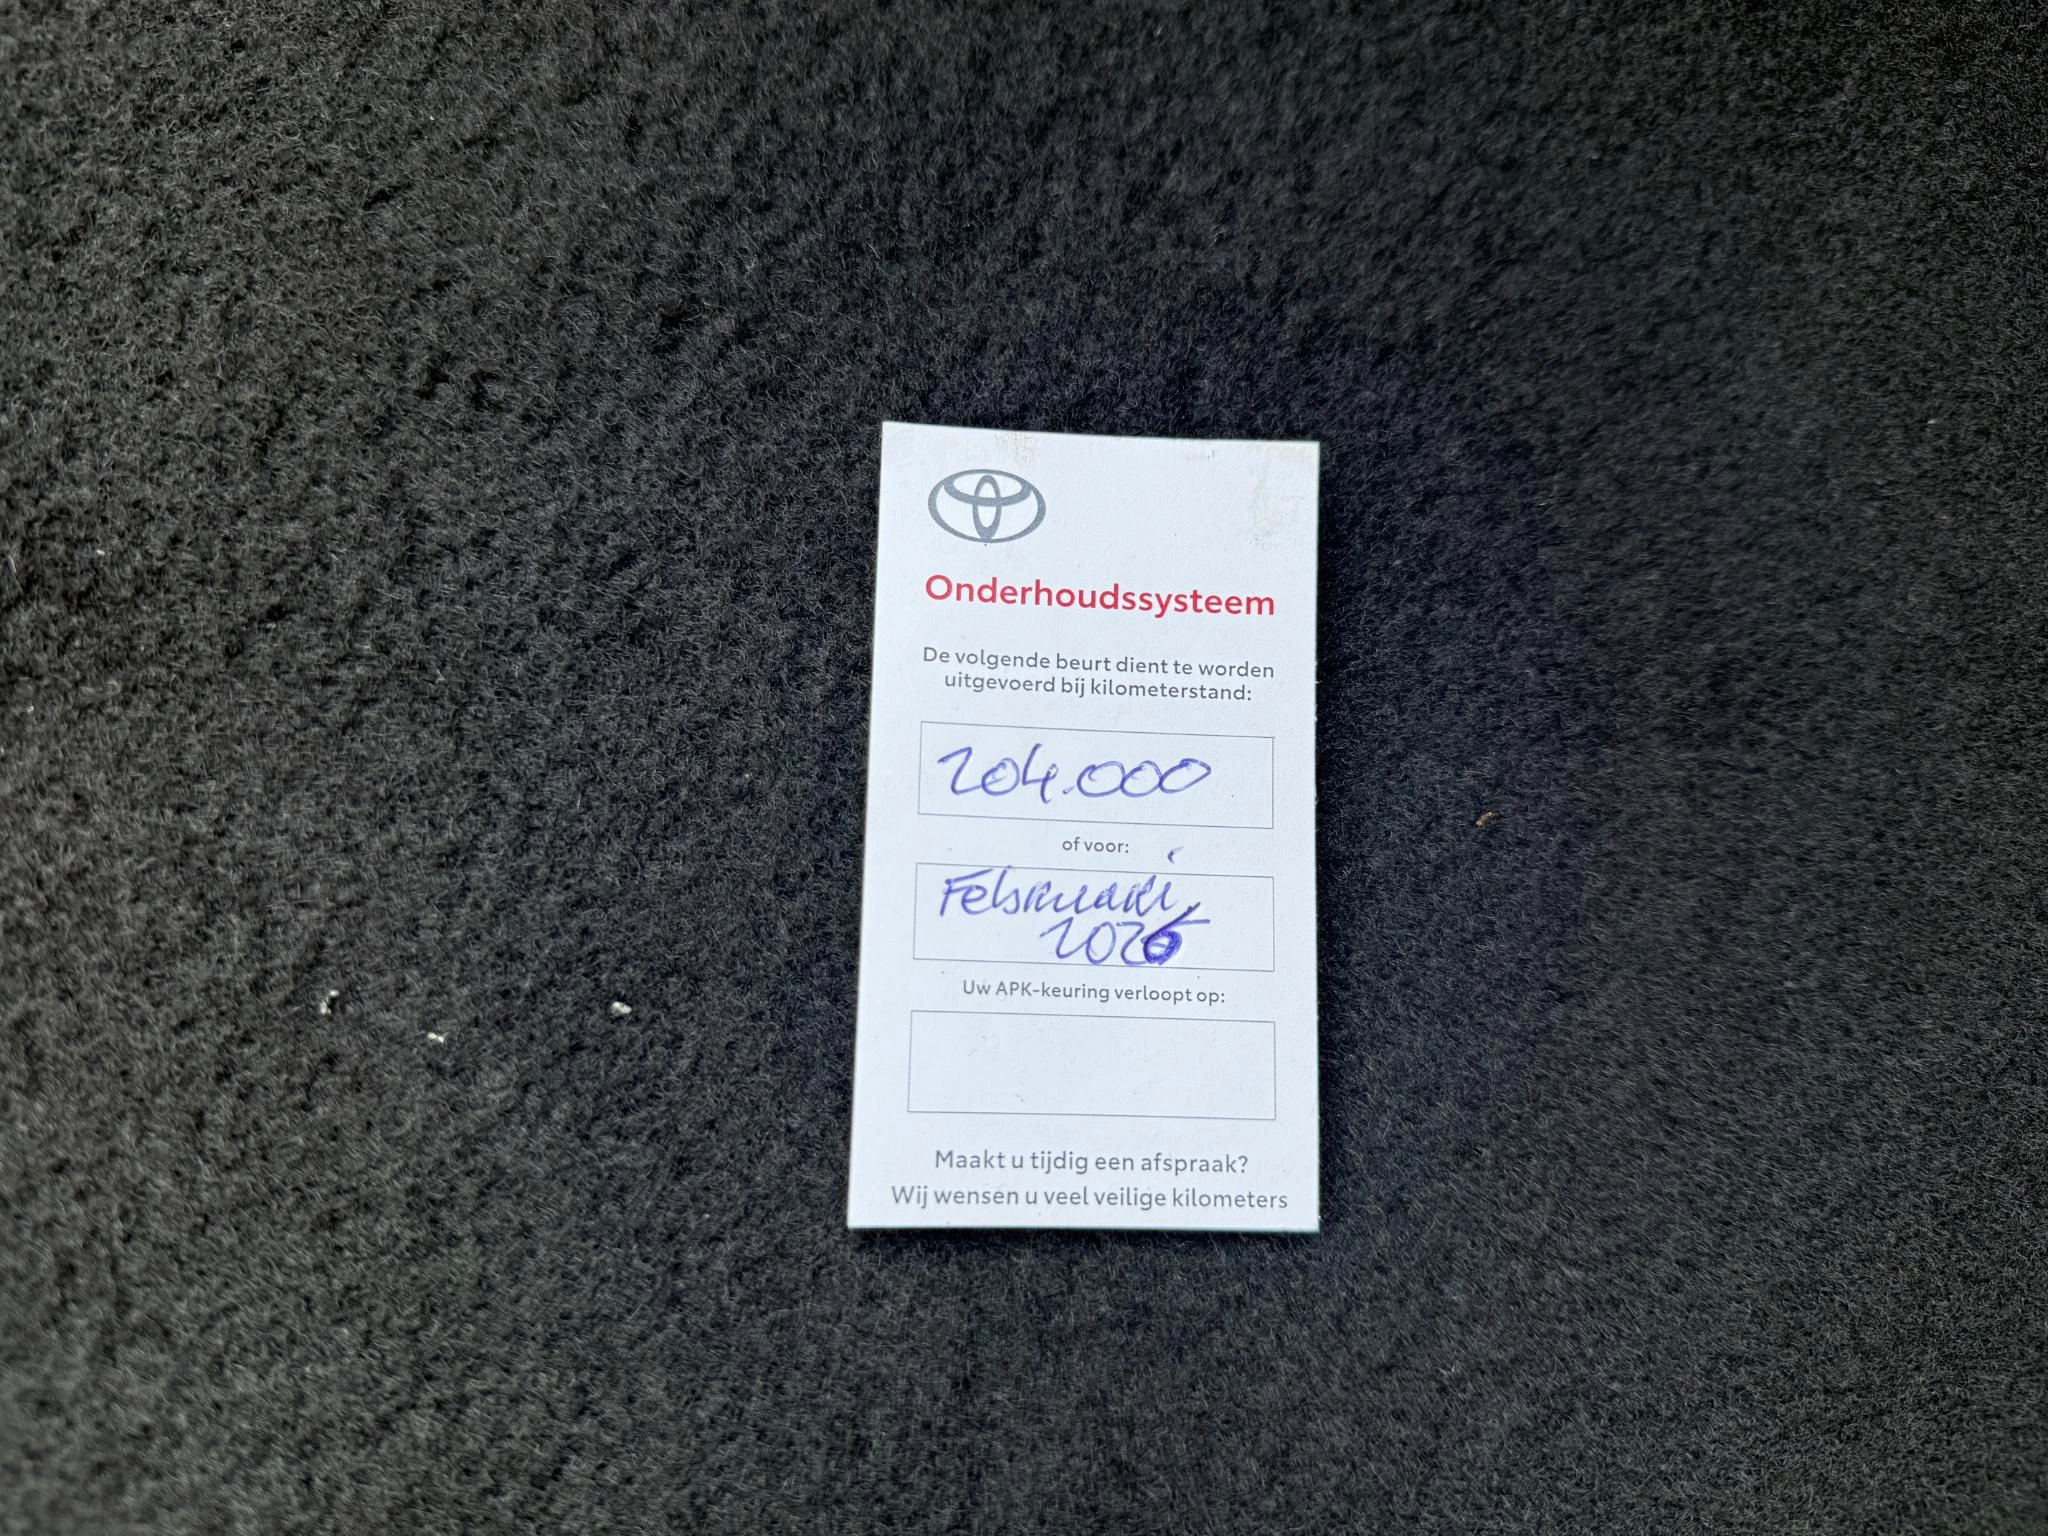 Onderhoudssysteem
De volgende beurt dient te worden
uitgevoerd bij kilometerstand:
204.000
of voor:
Februari
2026
Uw APK-keuring verloopt op:
Maakt u tijdig een afspraak?
Wij wensen u veel veilige kilometers